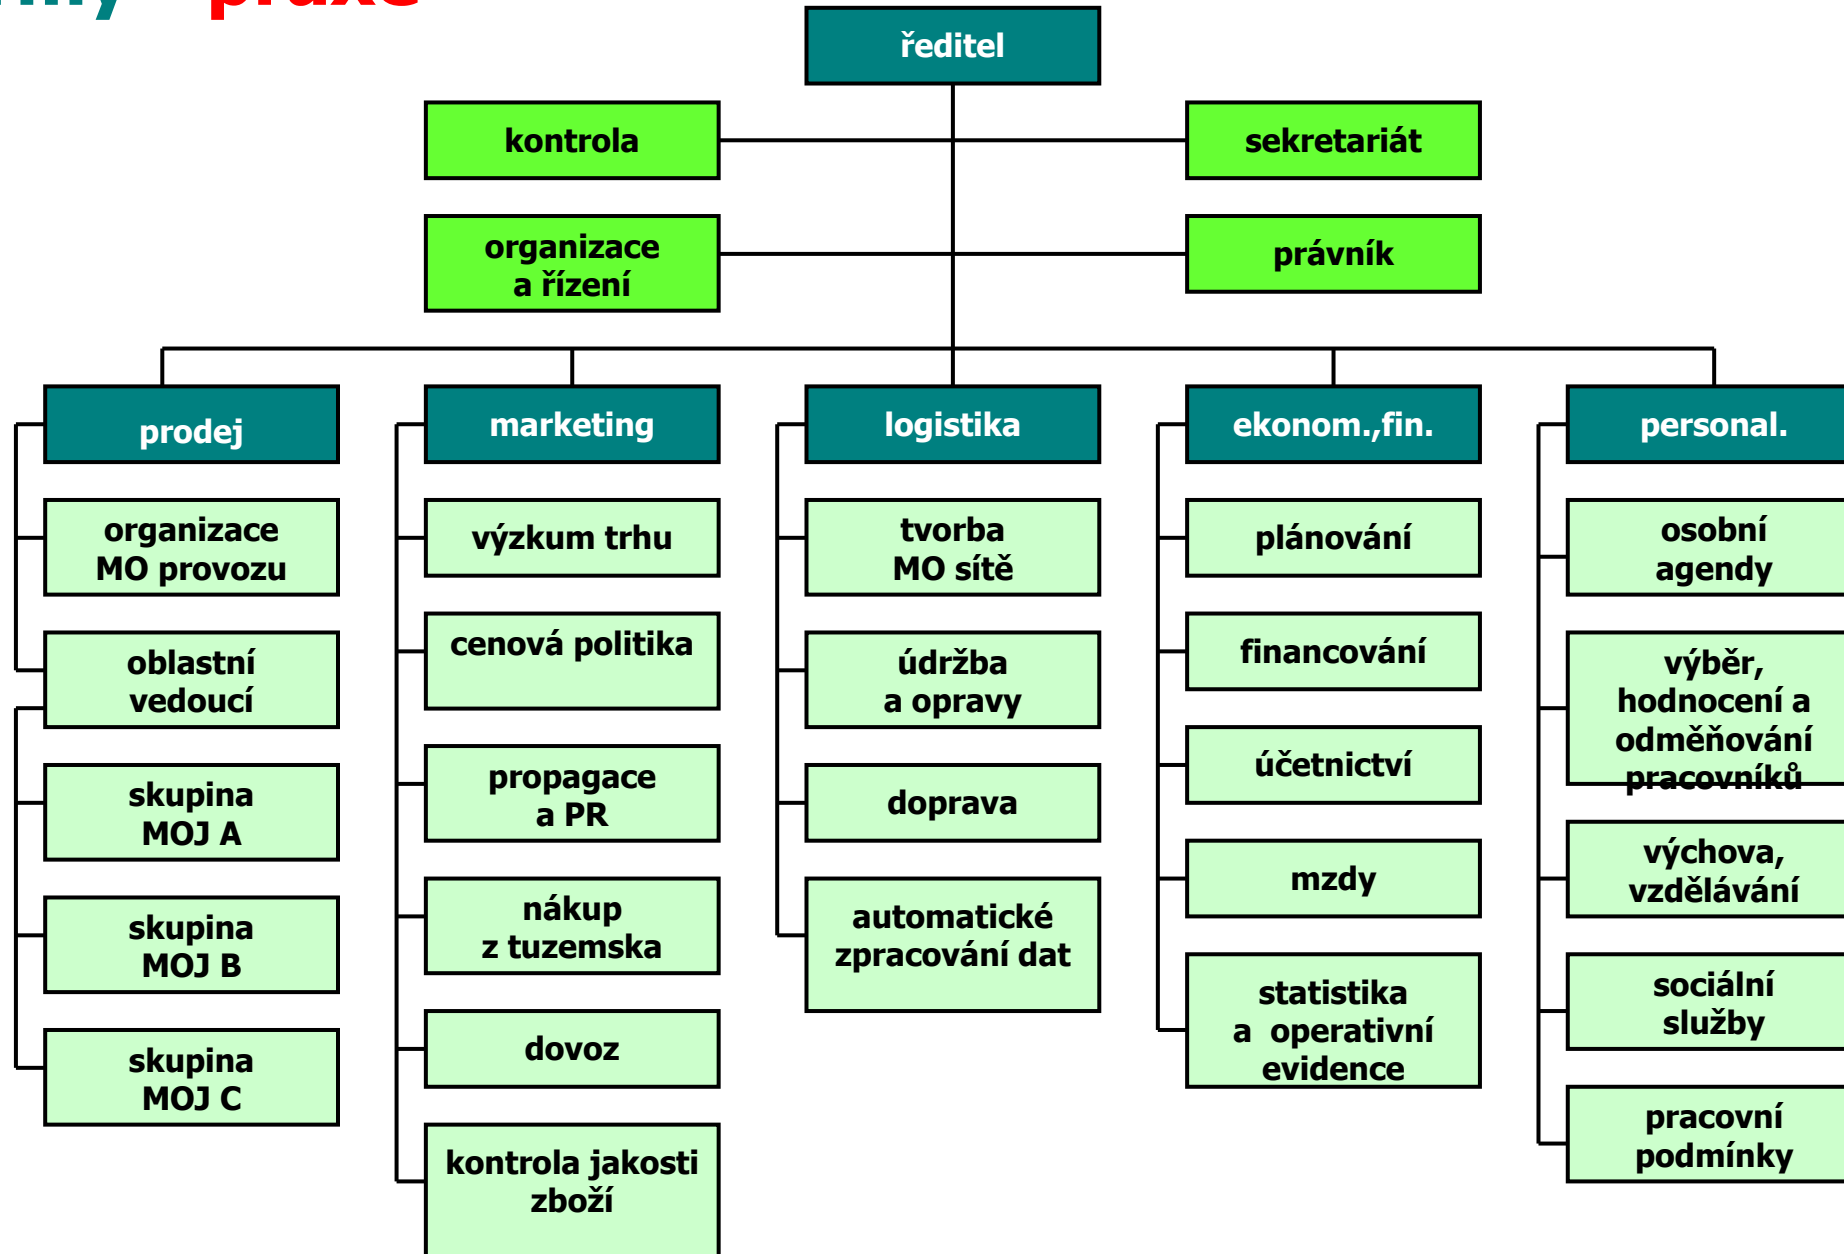 praxe
ředitel
kontrola
sekretariát
organizace
a řízení
právník
prodej
marketing
logistika
ekonom.,fin.
personal.
organizace
MO provozu
oblastní
vedoucí
skupina
MOJ A
skupina
MOJ B
skupina
MOJ C
výzkum trhu
cenová politika
propagace
a PR
nákup
z tuzemska
dovoz
kontrola jakosti
zboží
tvorba
MO sítě
údržba
a opravy
doprava
automatické
zpracování dat
plánování
financování
účetnictví
mzdy
statistika
a operativní
evidence
osobní
agendy
výběr,
hodnocení a
odměňování
pracovníků
výchova,
vzdělávání
sociální
služby
pracovní
podmínky